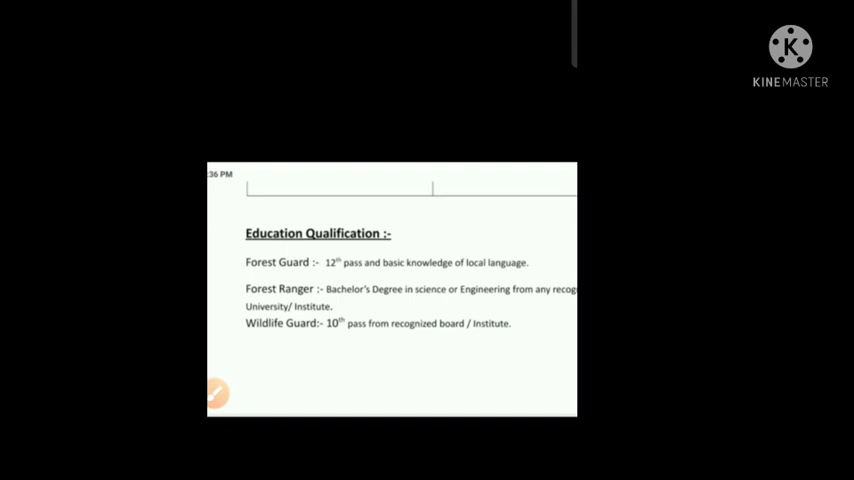 KINEMASTER
:36 PM
Education Qualification :-
Forest Guard :- 12th pass and basic knowledge of local language.
Forest Ranger :- Bachelor's Degree in science or Engineering from any
University/ Institute.
Wildlife Guard:- 10th pass from recognized board / Institute.